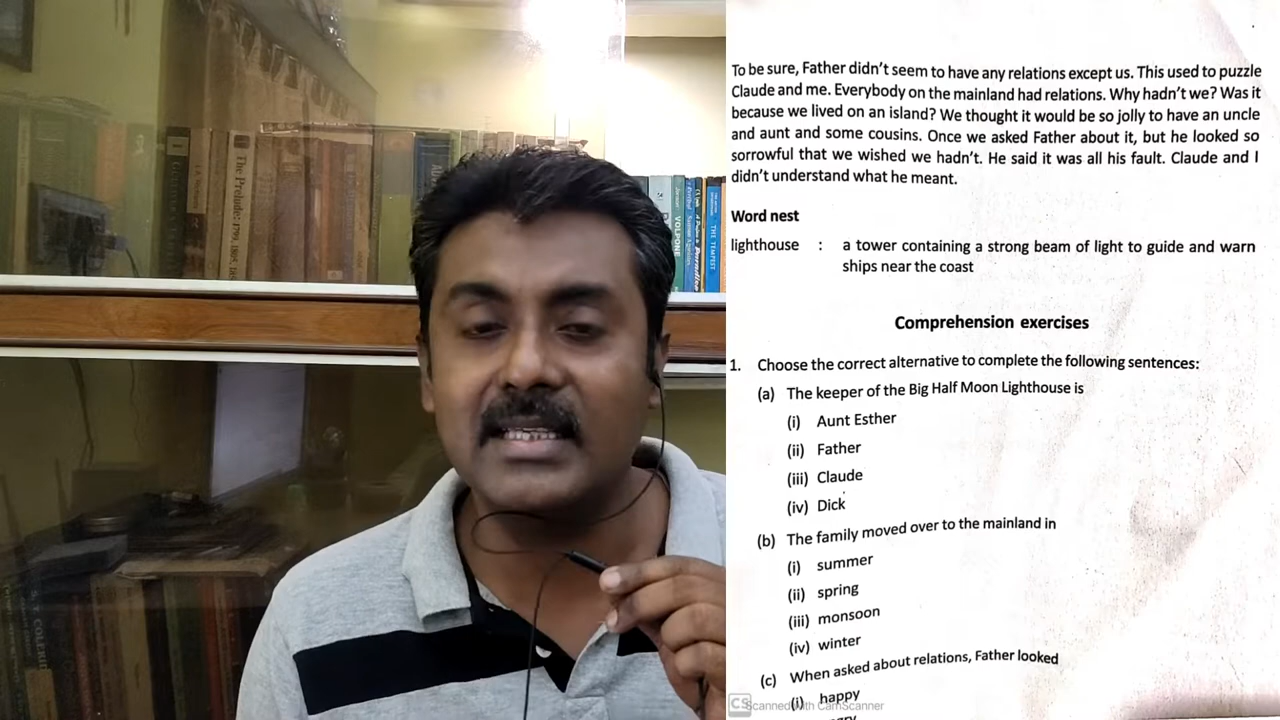 The Prelude: 1799, 1805, 185
VOLPONE
THE TEMPEST
To be sure, Father didn't seem to have any relations except us. This used to puzzle
Claude and me. Everybody on the mainland had relations. Why hadn't we? Was it
because we lived on an island? We thought it would be so jolly to have an uncle
and aunt and some cousins. Once we asked Father about it, but he looked so
sorrowful that we wished we hadn't. He said it was all his fault. Claude and I
didn't understand what he meant.
Word nest
lighthouse : a tower containing a strong beam of light to guide and warn
ships near the coast
Comprehension exercises
1. Choose the correct alternative to complete the following sentences:
(a) The keeper of the Big Half Moon Lighthouse is
(i) Aunt Esther
(ii) Father
(iii) Claude
(iv) Dick
(b) The family moved over to the mainland in
(i) summer
(ii) spring
(iii) monsoon
(iv) winter
(c) When asked about relations, Father looked
(i) happy
CS Scanned with CamScanner